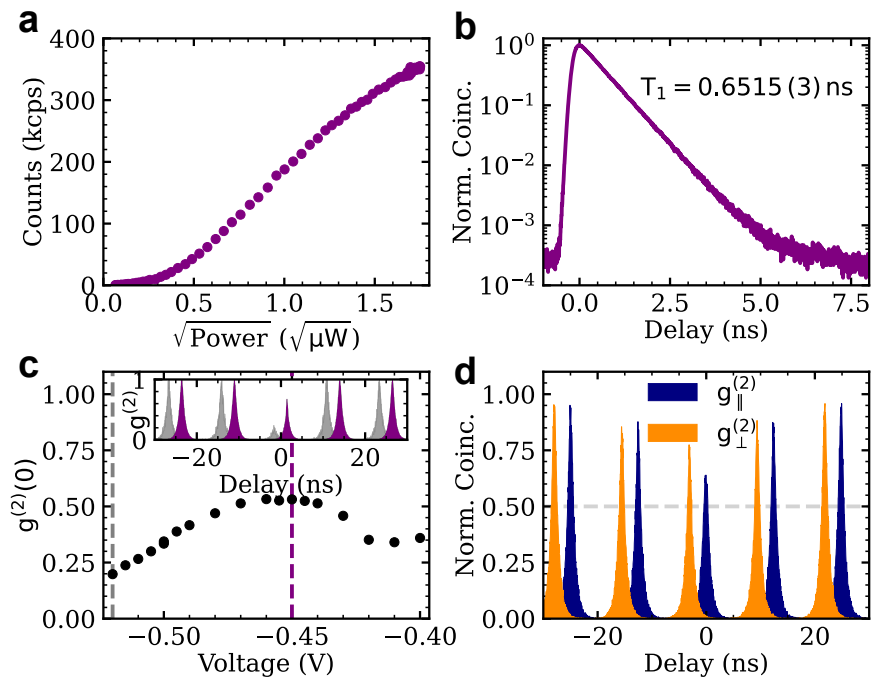 a
400
300
200
100
0
Counts (kcps)
0.0 0.5 1.0 1.5
√Power (√μW)
b
10⁰
10⁻¹
10⁻²
10⁻³
10⁻⁴
Norm. Coinc.
T₁ = 0.6515 (3) ns
0.0 2.5 5.0 7.5
Delay (ns)
c
1.00
0.75
0.50
0.25
0.00
g⁽²⁾(0)
1
0
g⁽²⁾
−20 0 20
Delay (ns)
−0.50 −0.45 −0.40
Voltage (V)
d
1.00
0.75
0.50
0.25
0.00
Norm. Coinc.
g∥⁽²⁾
g⊥⁽²⁾
−20 0 20
Delay (ns)